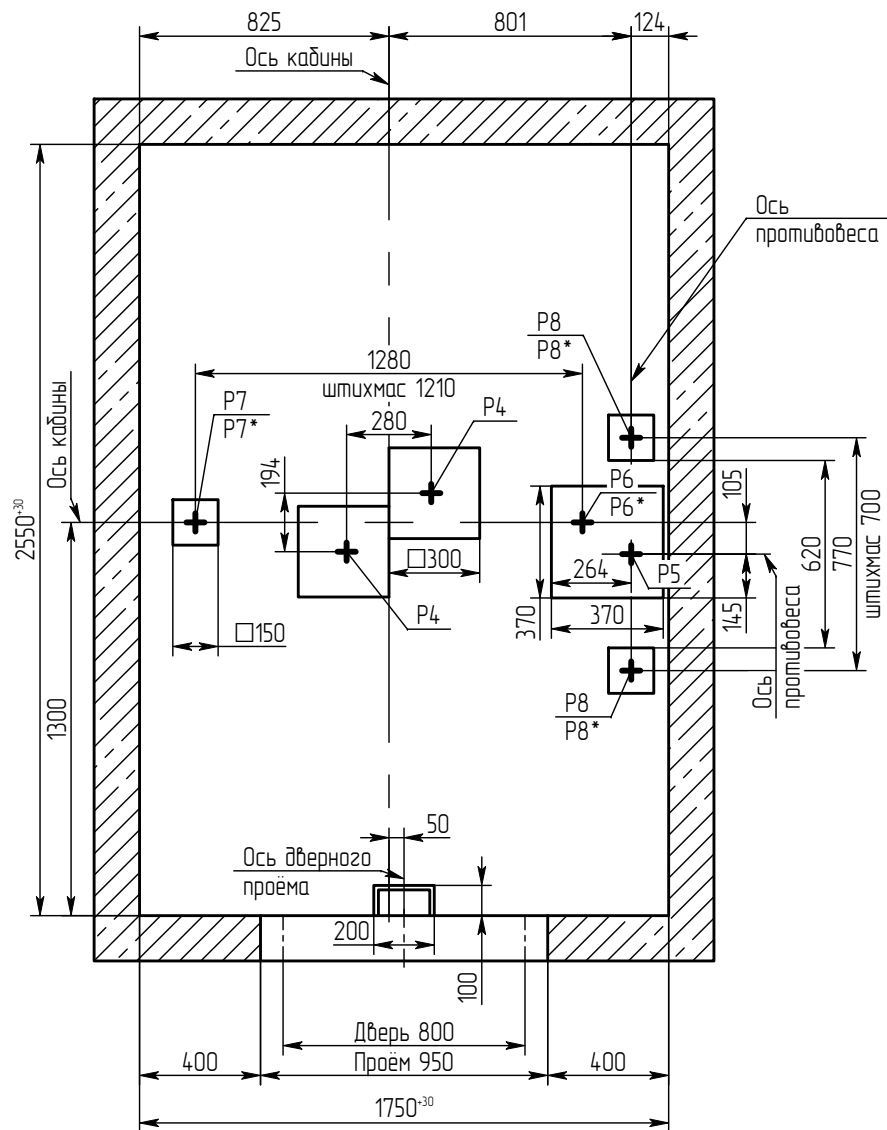 825
801
124
Ось кабины
Ось
противовеса
P8
P8*
1280
штихмас 1210
P7
P7*
280
P4
Ось кабины
194
P6
P6*
105
2550+30
□300
264
P5
620
770
штихмас 700
□150
P4
370
370
145
Ось
противовеса
1300
P8
P8*
50
Ось дверного
проёма
200
100
Дверь 800
400
Проём 950
400
1750+30